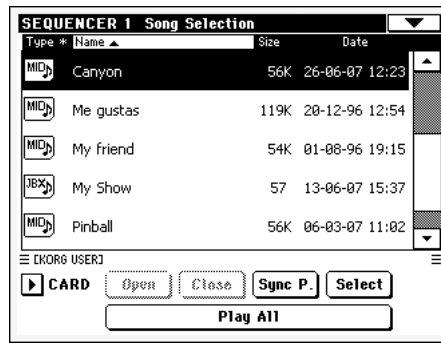 SEQUENCER 1 Song Selection
Type * Name ▲ Size Date
MID Canyon 56K 26-06-07 12:23
MID Me gustas 119K 20-12-96 12:54
MID My friend 54K 01-08-96 19:15
JBX My Show 57 13-06-07 15:37
MID Pinball 56K 06-03-07 11:02
[KORG USER]
CARD Open Close Sync P. Select
Play All